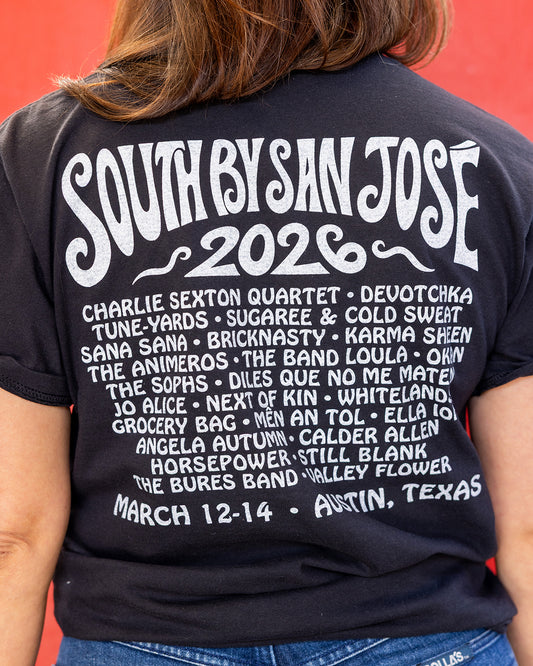 SOUTH BY SAN JOSÉ
2026
CHARLIE SEXTON QUARTET • DEVOTCHKA
TUNE-YARDS • SUGAREE & COLD SWEAT
SANA SANA • BRICKNASTY • KARMA SHEEN
THE ANIMEROS • THE BAND LOULA •
THE SOPHS • DILES QUE NO ME MATEN
JO ALICE • NEXT OF KIN • WHITELANDS
GROCERY BAG • MÊN AN TOL • ELLA
ANGELA AUTUMN • CALDER ALLEN
HORSEPOWER • STILL BLANK
THE BURES BAND • VALLEY FLOWER
MARCH 12-14 • AUSTIN, TEXAS